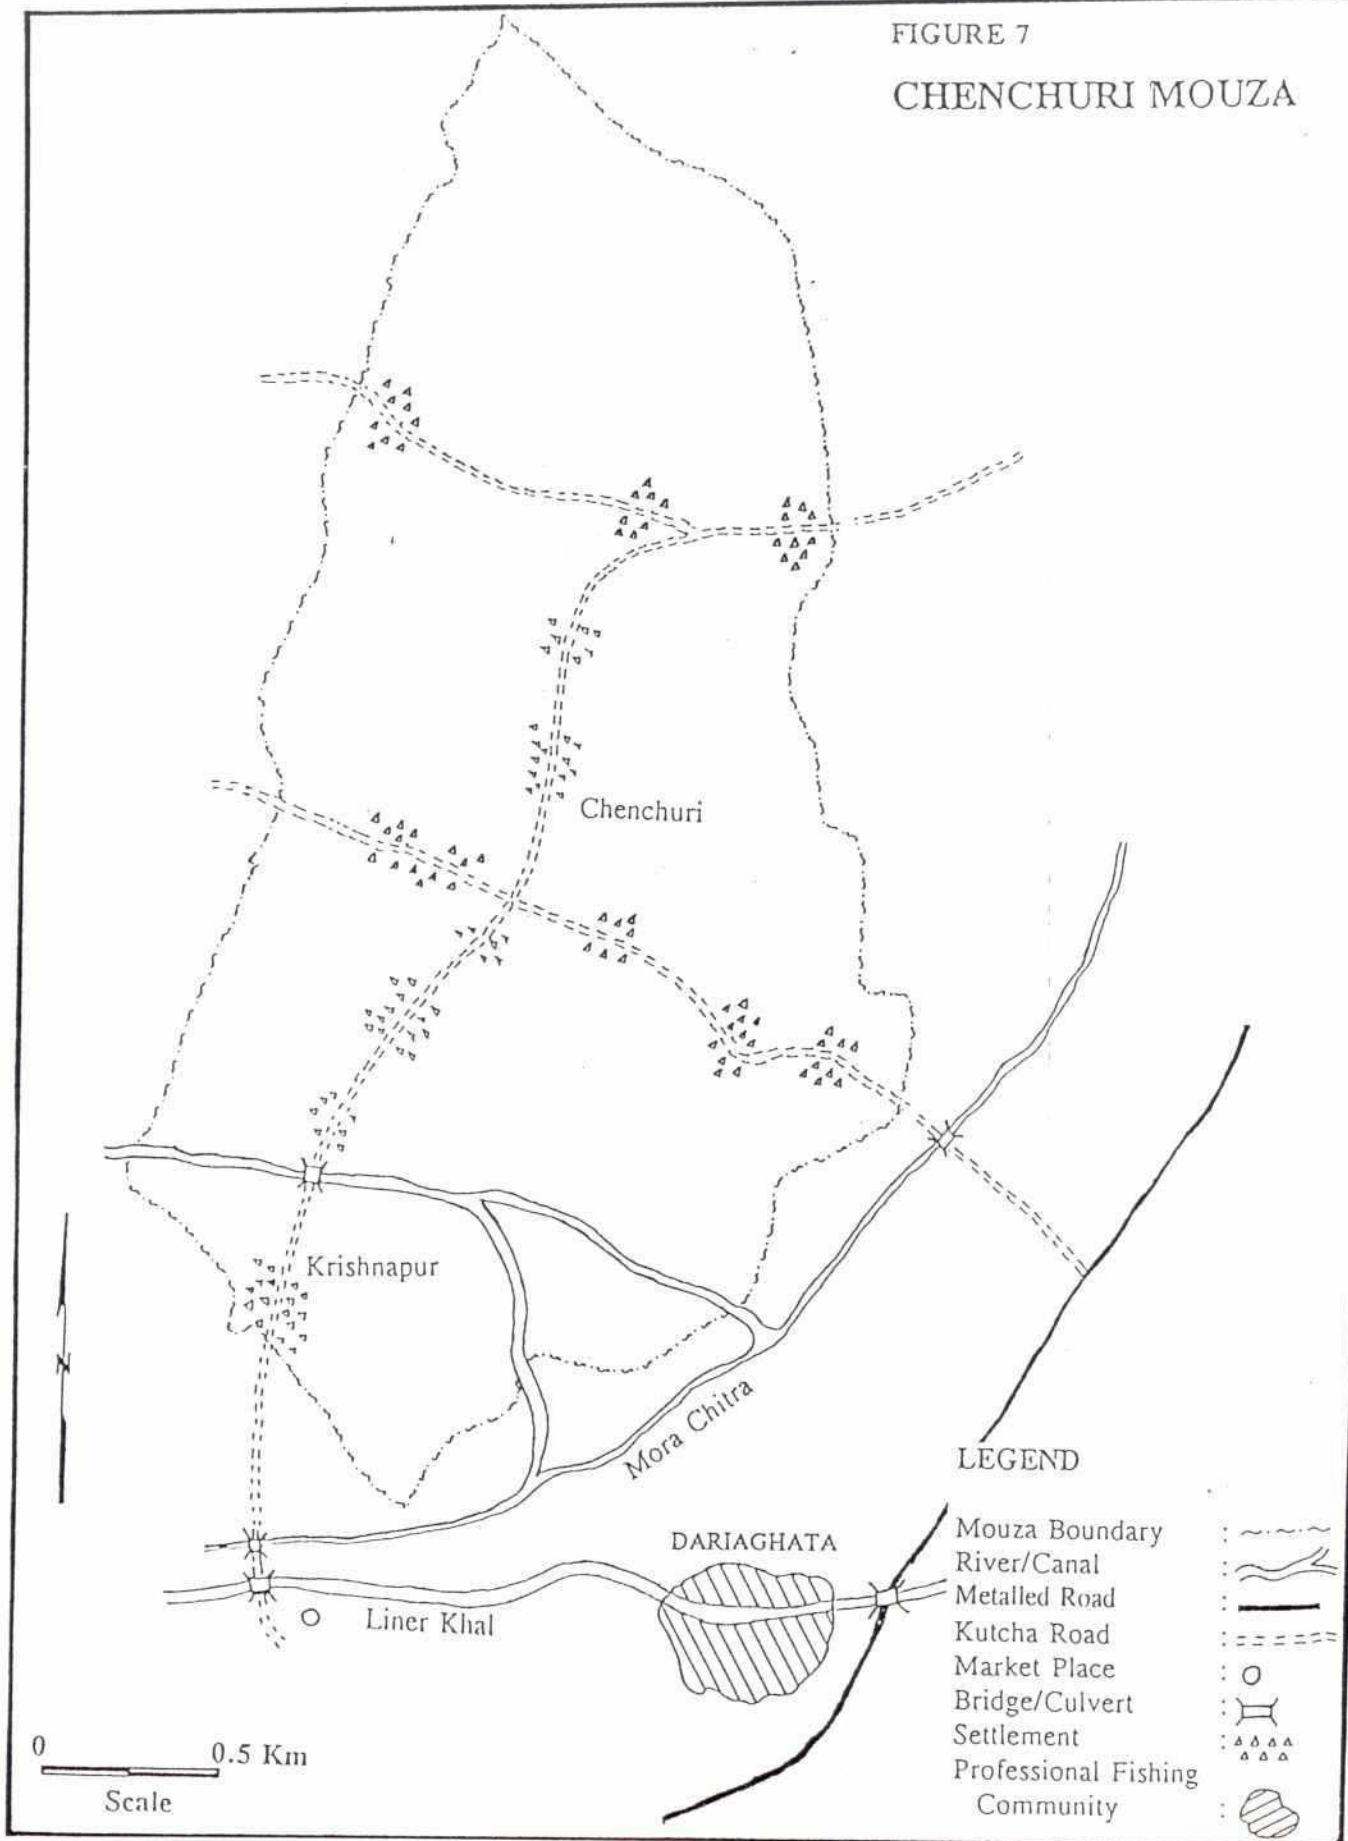 FIGURE 7
CHENCHURI MOUZA
Chenchuri
Krishnapur
N
Mora Chitra
DARIAGHATA
Liner Khal
0 0.5 Km
Scale
LEGEND
Mouza Boundary :
River/Canal :
Metalled Road :
Kutcha Road :
Market Place :
Bridge/Culvert :
Settlement :
Professional Fishing
Community :